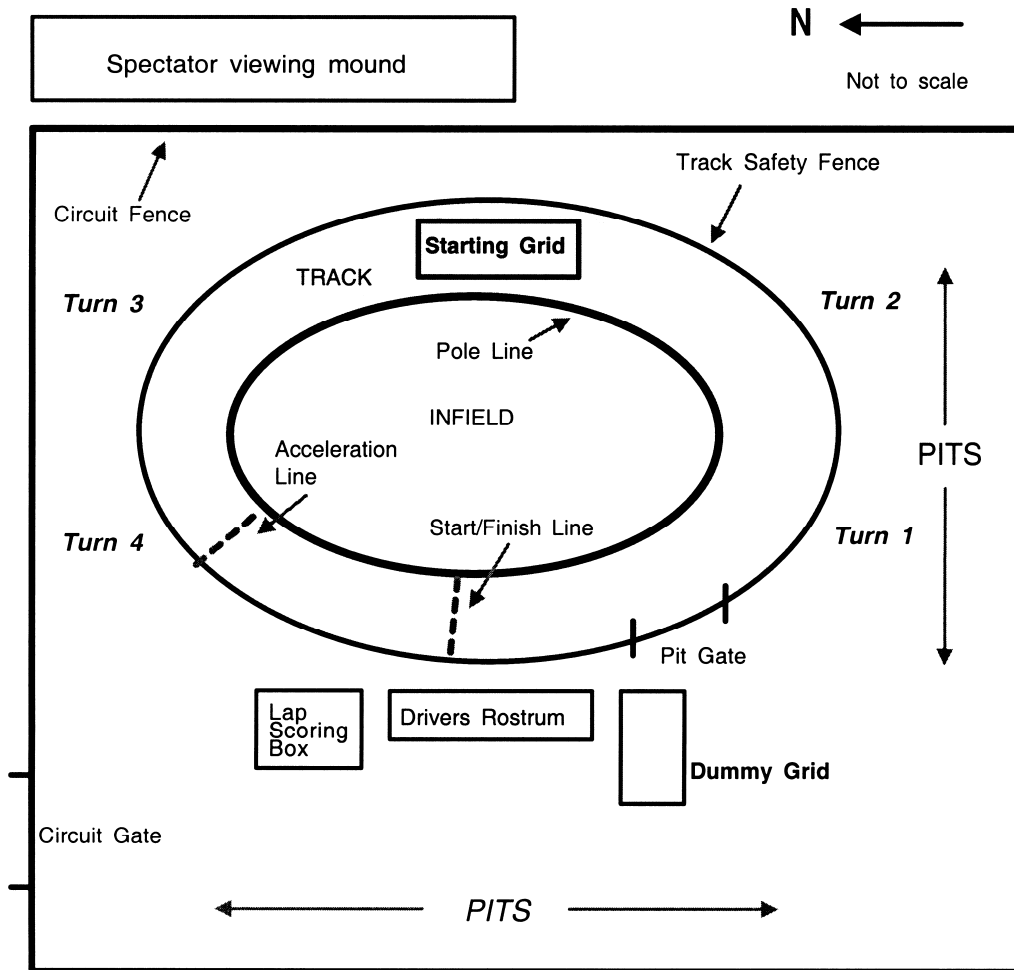 N
Spectator viewing mound
Not to scale
Track Safety Fence
Circuit Fence
Starting Grid
TRACK
Turn 3
Turn 2
Pole Line
INFIELD
Acceleration
Line
PITS
Start/Finish Line
Turn 4
Turn 1
Pit Gate
Lap
Scoring
Box
Drivers Rostrum
Dummy Grid
Circuit Gate
PITS